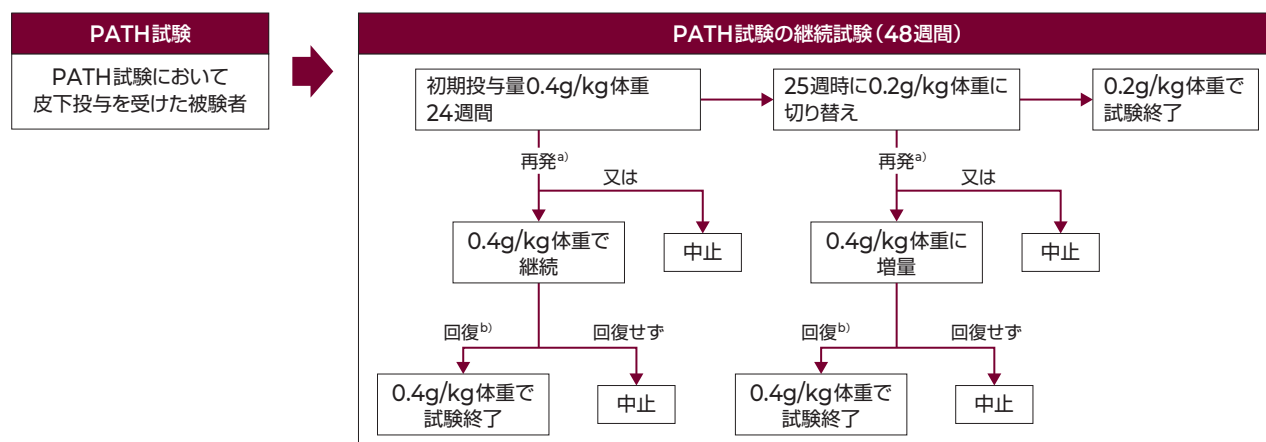 PATH試験
PATH試験において
皮下投与を受けた被験者
PATH試験の継続試験（48週間）
初期投与量0.4g/kg体重
24週間
25週時に0.2g/kg体重に
切り替え
0.2g/kg体重で
試験終了
再発a)
又は
再発a)
又は
0.4g/kg体重で
継続
中止
0.4g/kg体重に
増量
中止
回復b)
回復せず
回復b)
回復せず
0.4g/kg体重で
試験終了
中止
0.4g/kg体重で
試験終了
中止